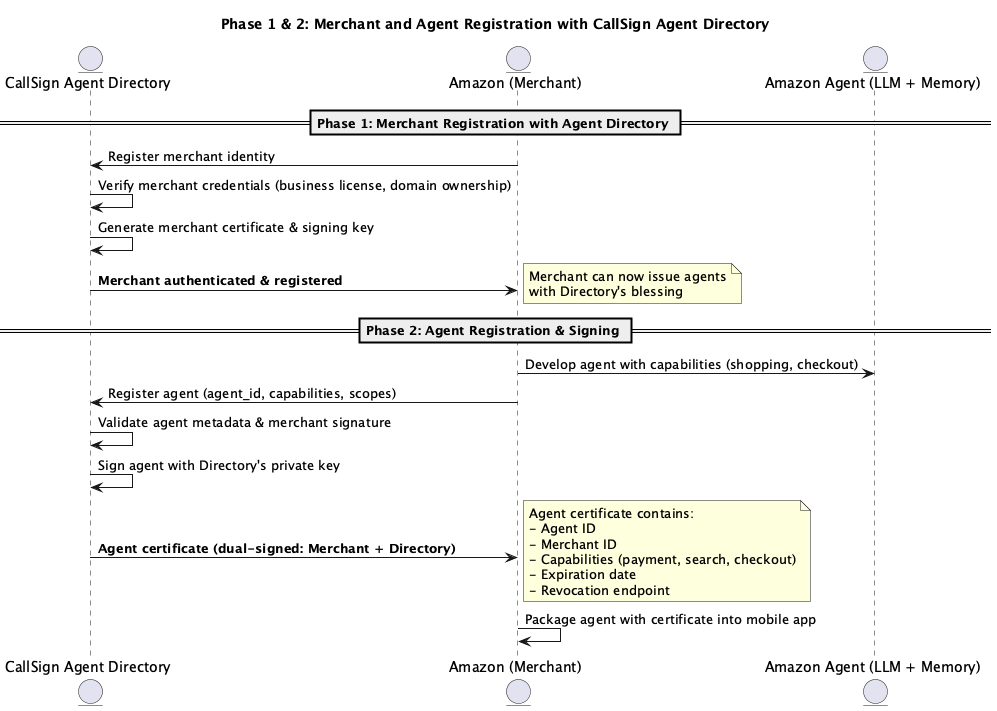 Phase 1 & 2: Merchant and Agent Registration with CallSign Agent Directory
CallSign Agent Directory
Amazon (Merchant)
Amazon Agent (LLM + Memory)
Phase 1: Merchant Registration with Agent Directory
Register merchant identity
Verify merchant credentials (business license, domain ownership)
Generate merchant certificate & signing key
Merchant authenticated & registered
Merchant can now issue agents
with Directory's blessing
Phase 2: Agent Registration & Signing
Develop agent with capabilities (shopping, checkout)
Register agent (agent_id, capabilities, scopes)
Validate agent metadata & merchant signature
Sign agent with Directory's private key
Agent certificate (dual-signed: Merchant + Directory)
Agent certificate contains:
- Agent ID
- Merchant ID
- Capabilities (payment, search, checkout)
- Expiration date
- Revocation endpoint
Package agent with certificate into mobile app
CallSign Agent Directory
Amazon (Merchant)
Amazon Agent (LLM + Memory)